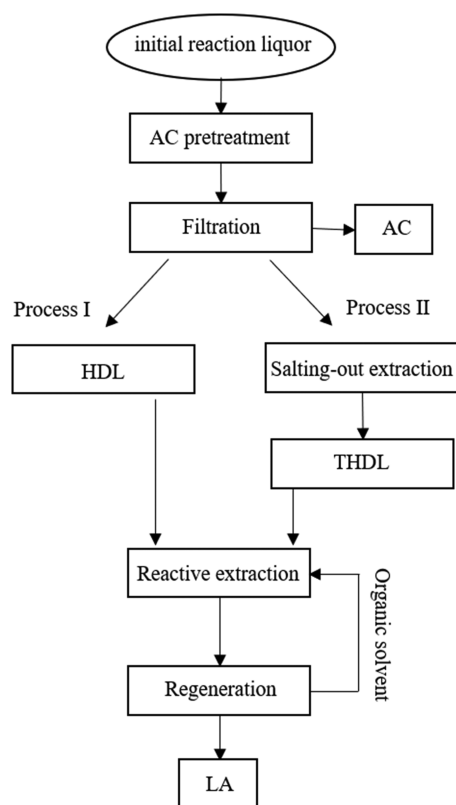 initial reaction liquor
AC pretreatment
Filtration
AC
Process I
Process II
HDL
Salting-out extraction
THDL
Reactive extraction
Organic solvent
Regeneration
LA